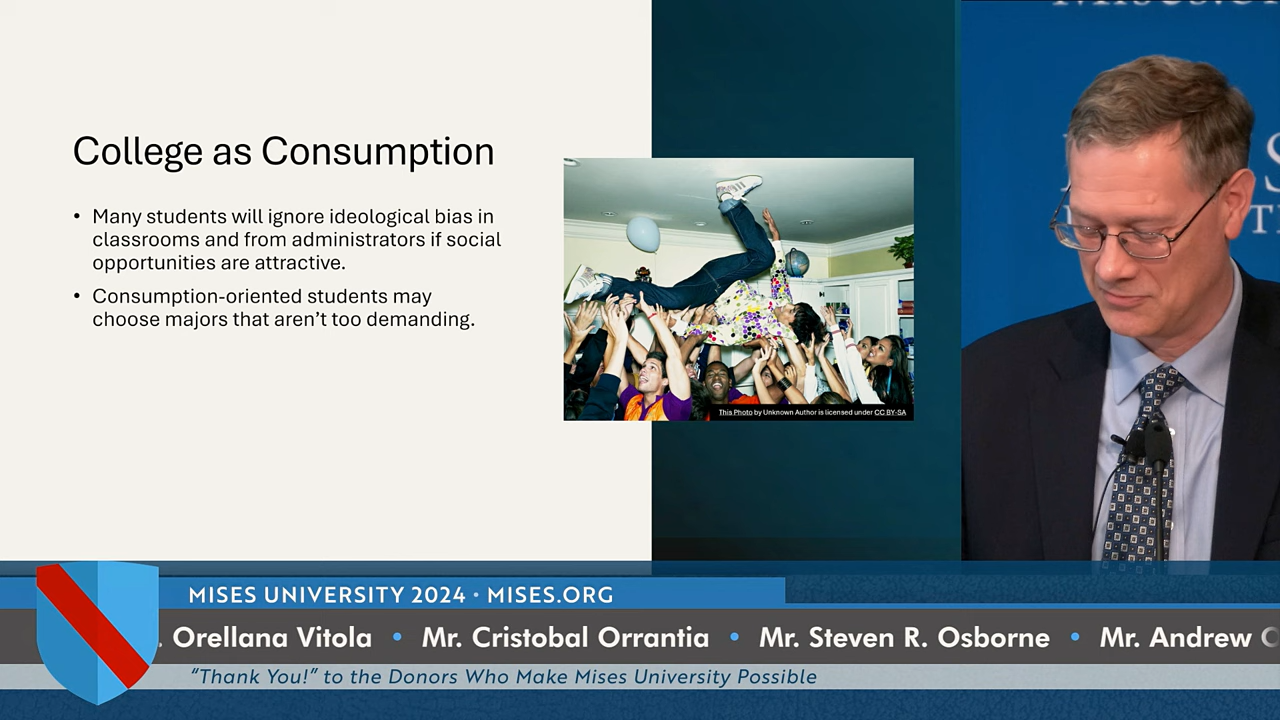 College as Consumption
• Many students will ignore ideological bias in
classrooms and from administrators if social
opportunities are attractive.
• Consumption-oriented students may
choose majors that aren't too demanding.
This Photo by Unknown Author is licensed under CC BY-SA
MISES UNIVERSITY 2024 • MISES.ORG
. Orellana Vitola • Mr. Cristobal Orrantia • Mr. Steven R. Osborne • Mr. Andrew
“Thank You!” to the Donors Who Make Mises University Possible